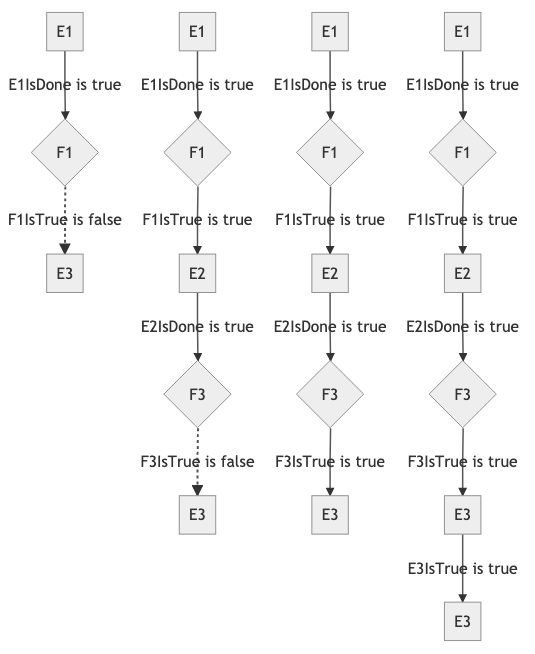 E1 E1 E1 E1
E1IsDone is true E1IsDone is true E1IsDone is true E1IsDone is true
F1 F1 F1 F1
F1IsTrue is false F1IsTrue is true F1IsTrue is true F1IsTrue is true
E3 E2 E2 E2
E2IsDone is true E2IsDone is true E2IsDone is true
F3 F3 F3
F3IsTrue is false F3IsTrue is true F3IsTrue is true
E3 E3 E3
E3IsTrue is true
E3